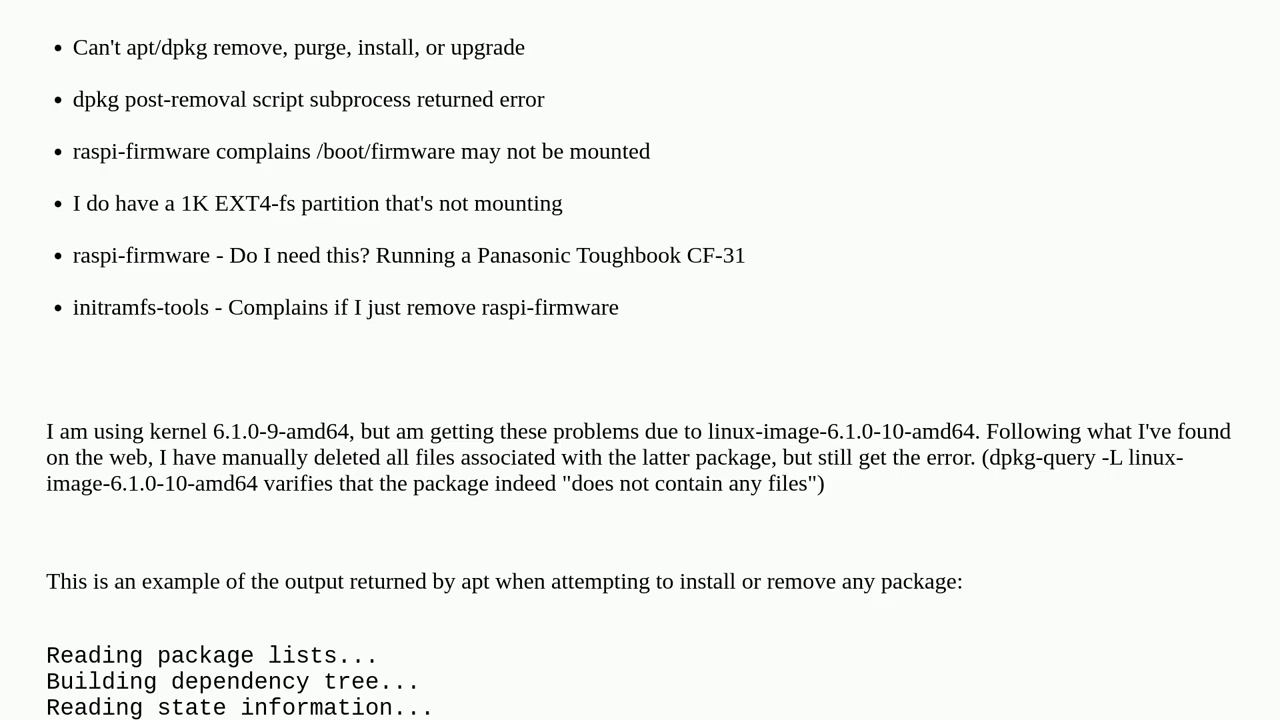 • Can't apt/dpkg remove, purge, install, or upgrade
• dpkg post-removal script subprocess returned error
• raspi-firmware complains /boot/firmware may not be mounted
• I do have a 1K EXT4-fs partition that's not mounting
• raspi-firmware - Do I need this? Running a Panasonic Toughbook CF-31
• initramfs-tools - Complains if I just remove raspi-firmware
I am using kernel 6.1.0-9-amd64, but am getting these problems due to linux-image-6.1.0-10-amd64. Following what I've found
on the web, I have manually deleted all files associated with the latter package, but still get the error. (dpkg-query -L linux-
image-6.1.0-10-amd64 varifies that the package indeed "does not contain any files")
This is an example of the output returned by apt when attempting to install or remove any package:
Reading package lists...
Building dependency tree...
Reading state information...